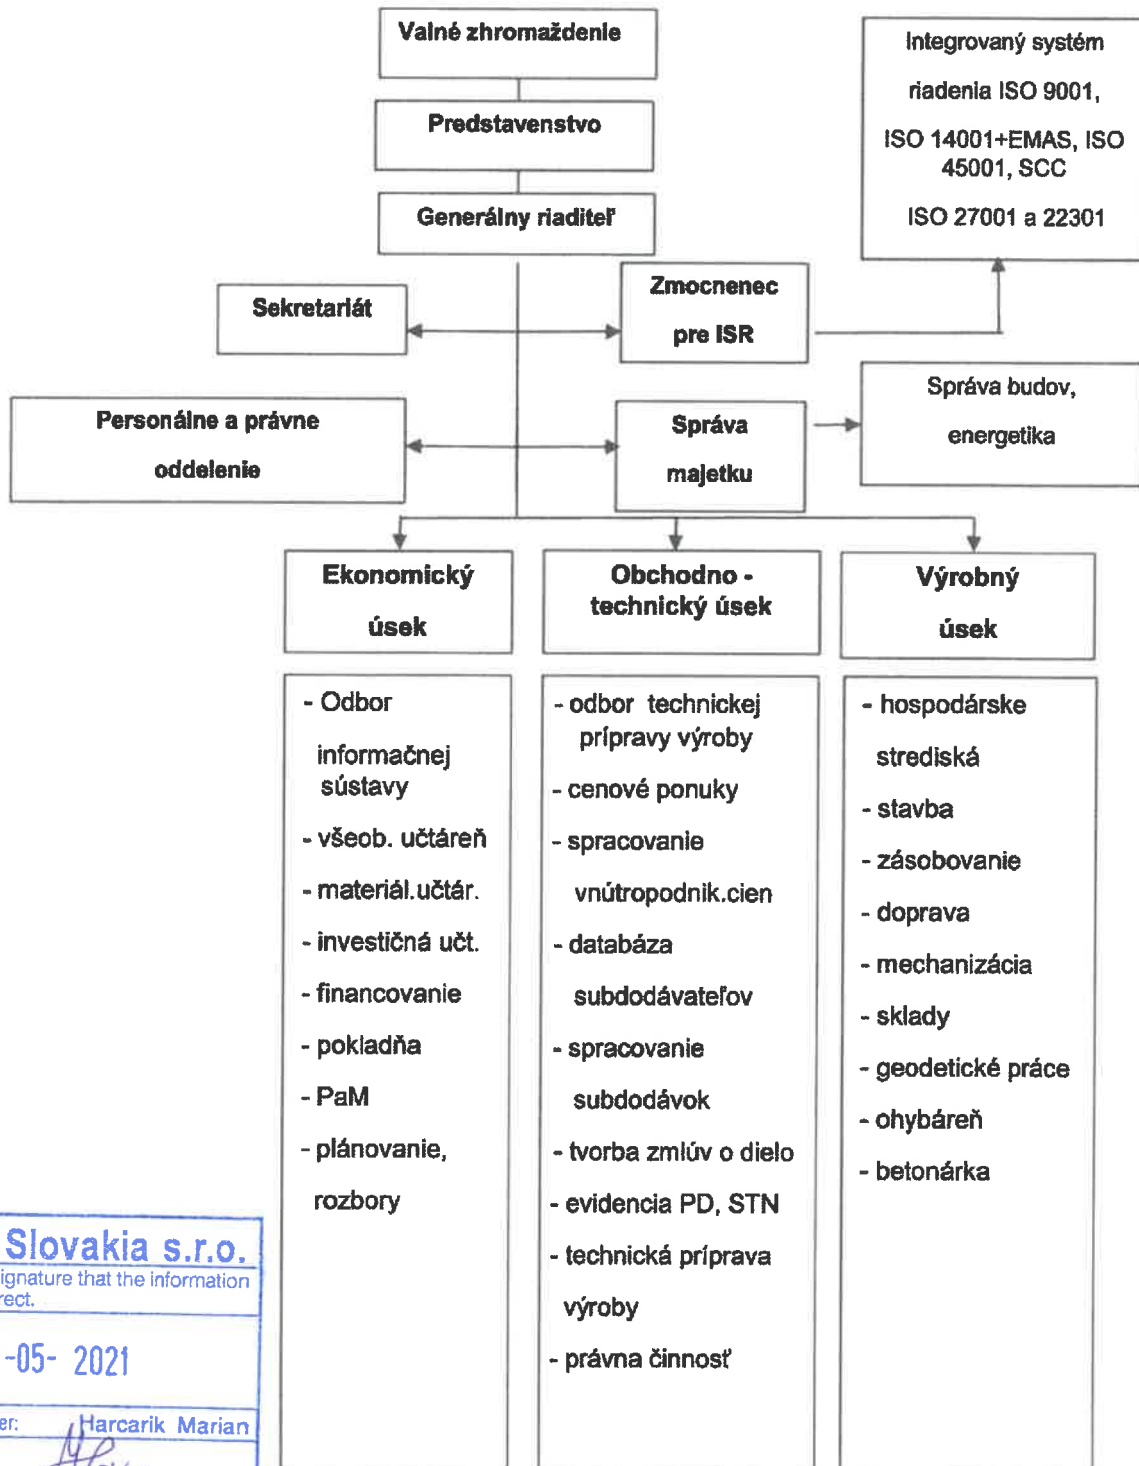 Valné zhromaždenie
Predstavenstvo
Generálny riaditeľ
Integrovaný systém
riadenia ISO 9001,
ISO 14001+EMAS, ISO
45001, SCC
ISO 27001 a 22301
Sekretariát
Zmocnenec
pre ISR
Personálne a právne
oddelenie
Správa
majetku
Správa budov,
energetika
Ekonomický
úsek
Obchodno -
technický úsek
Výrobný
úsek
- Odbor
informačnej
sústavy
- všeob. učtáreň
- materiál.učtár.
- investičná učt.
- financovanie
- pokladňa
- PaM
- plánovanie,
rozbory
- odbor technickej
prípravy výroby
- cenové ponuky
- spracovanie
vnútropodnik.cien
- databáza
subdodávateľov
- spracovanie
subdodávok
- tvorba zmlúv o dielo
- evidencia PD, STN
- technická príprava
výroby
- právna činnosť
- hospodárske
strediská
- stavba
- zásobovanie
- doprava
- mechanizácia
- sklady
- geodetické práce
- ohybáreň
- betonárka
Slovakia s.r.o.
ignature that the information
rect.
-05- 2021
er: Harcarik Marian